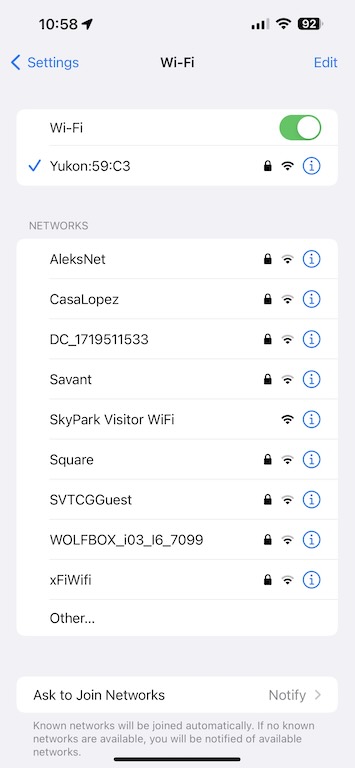 10:58 92
Settings Wi-Fi Edit
Wi-Fi
Yukon:59:C3
NETWORKS
AleksNet
CasaLopez
DC_1719511533
Savant
SkyPark Visitor WiFi
Square
SVTCGGuest
WOLFBOX_i03_I6_7099
xFiWifi
Other...
Ask to Join Networks Notify
Known networks will be joined automatically. If no known
networks are available, you will be notified of available
networks.